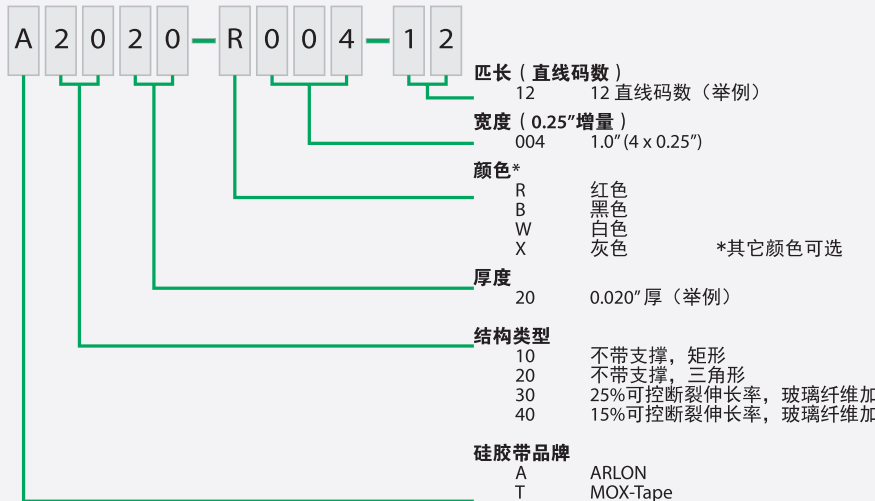 A 2 0 2 0 – R 0 0 4 – 1 2
匹长（直线码数）
12 12 直线码数（举例）
宽度（0.25″增量）
004 1.0″ (4 x 0.25″)
颜色*
R 红色
B 黑色
W 白色
X 灰色 *其它颜色可选
厚度
20 0.020″ 厚（举例）
结构类型
10 不带支撑，矩形
20 不带支撑，三角形
30 25%可控断裂伸长率，玻璃纤维加
40 15%可控断裂伸长率，玻璃纤维加
硅胶带品牌
A ARLON
T MOX-Tape